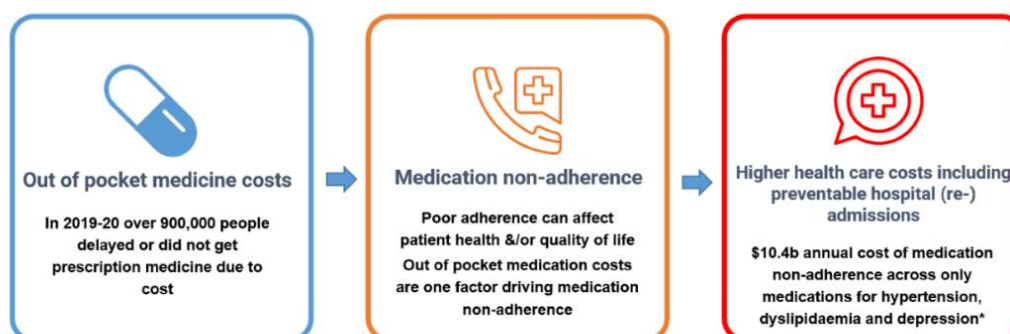 Out of pocket medicine costs
In 2019-20 over 900,000 people
delayed or did not get
prescription medicine due to
cost
Medication non-adherence
Poor adherence can affect
patient health &/or quality of life
Out of pocket medication costs
are one factor driving medication
non-adherence
Higher health care costs including
preventable hospital (re-)
admissions
$10.4b annual cost of medication
non-adherence across only
medications for hypertension,
dyslipidaemia and depression*